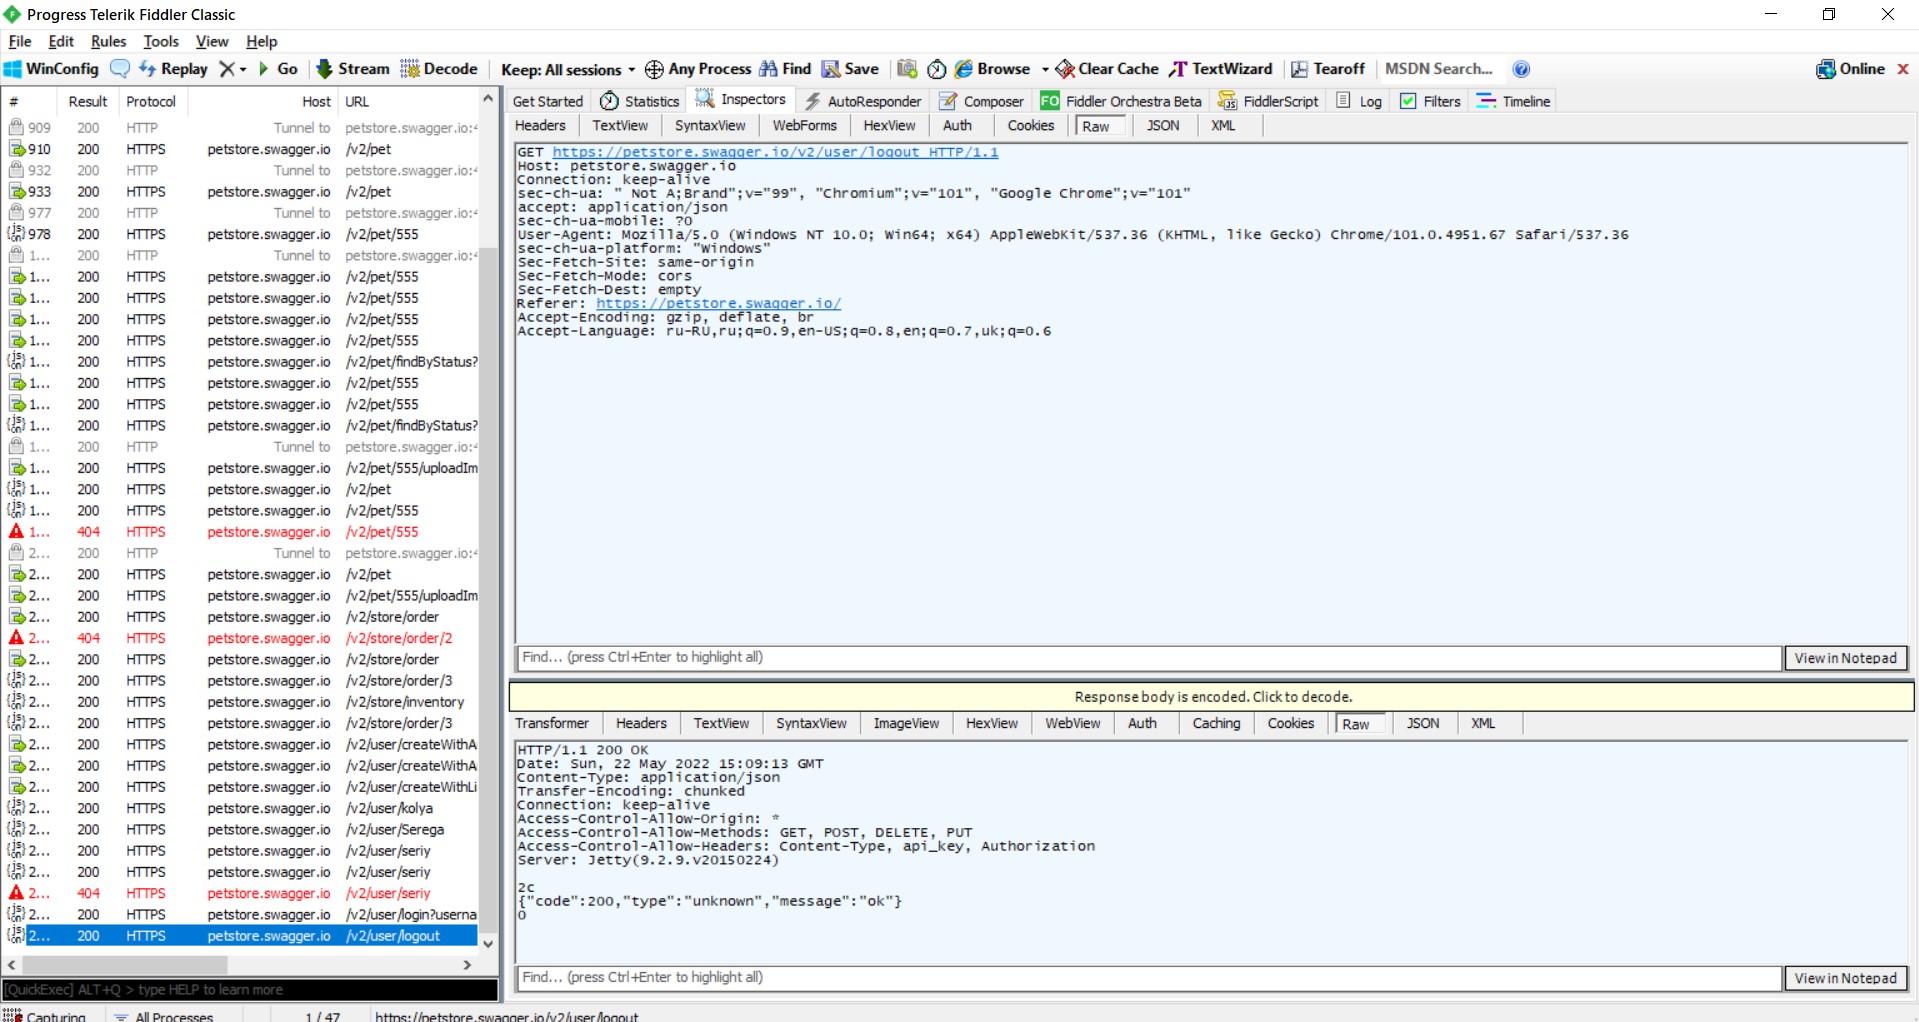 Progress Telerik Fiddler Classic
File Edit Rules Tools View Help
WinConfig Replay Go Stream Decode Keep: All sessions Any Process Find Save Browse Clear Cache TextWizard Tearoff MSDN Search... Online
# Result Protocol Host URL
909 200 HTTP Tunnel to petstore.swagger.io:4
910 200 HTTPS petstore.swagger.io /v2/pet
932 200 HTTP Tunnel to petstore.swagger.io:4
933 200 HTTPS petstore.swagger.io /v2/pet
977 200 HTTP Tunnel to petstore.swagger.io:4
978 200 HTTPS petstore.swagger.io /v2/pet/555
1... 200 HTTP Tunnel to petstore.swagger.io:4
1... 200 HTTPS petstore.swagger.io /v2/pet/555
1... 200 HTTPS petstore.swagger.io /v2/pet/555
1... 200 HTTPS petstore.swagger.io /v2/pet/555
1... 200 HTTPS petstore.swagger.io /v2/pet/555
1... 200 HTTPS petstore.swagger.io /v2/pet/findByStatus?
1... 200 HTTPS petstore.swagger.io /v2/pet/555
1... 200 HTTPS petstore.swagger.io /v2/pet/555
1... 200 HTTPS petstore.swagger.io /v2/pet/findByStatus?
1... 200 HTTP Tunnel to petstore.swagger.io:4
1... 200 HTTPS petstore.swagger.io /v2/pet/555/uploadIm
1... 200 HTTPS petstore.swagger.io /v2/pet
1... 200 HTTPS petstore.swagger.io /v2/pet/555
1... 404 HTTPS petstore.swagger.io /v2/pet/555
2... 200 HTTP Tunnel to petstore.swagger.io:4
2... 200 HTTPS petstore.swagger.io /v2/pet
2... 200 HTTPS petstore.swagger.io /v2/pet/555/uploadIm
2... 200 HTTPS petstore.swagger.io /v2/store/order
2... 404 HTTPS petstore.swagger.io /v2/store/order/2
2... 200 HTTPS petstore.swagger.io /v2/store/order
2... 200 HTTPS petstore.swagger.io /v2/store/order/3
2... 200 HTTPS petstore.swagger.io /v2/store/inventory
2... 200 HTTPS petstore.swagger.io /v2/store/order/3
2... 200 HTTPS petstore.swagger.io /v2/user/createWithA
2... 200 HTTPS petstore.swagger.io /v2/user/createWithA
2... 200 HTTPS petstore.swagger.io /v2/user/createWithLi
2... 200 HTTPS petstore.swagger.io /v2/user/kolya
2... 200 HTTPS petstore.swagger.io /v2/user/Serega
2... 200 HTTPS petstore.swagger.io /v2/user/seriy
2... 200 HTTPS petstore.swagger.io /v2/user/seriy
2... 404 HTTPS petstore.swagger.io /v2/user/seriy
2... 200 HTTPS petstore.swagger.io /v2/user/login?userna
2... 200 HTTPS petstore.swagger.io /v2/user/logout
[QuickExec] ALT+Q > type HELP to learn more
Get Started Statistics Inspectors AutoResponder Composer FO Fiddler Orchestra Beta FiddlerScript Log Filters Timeline
Headers TextView SyntaxView WebForms HexView Auth Cookies Raw JSON XML
GET https://petstore.swagger.io/v2/user/logout HTTP/1.1
Host: petstore.swagger.io
Connection: keep-alive
sec-ch-ua: " Not A;Brand";v="99", "Chromium";v="101", "Google Chrome";v="101"
accept: application/json
sec-ch-ua-mobile: ?0
User-Agent: Mozilla/5.0 (Windows NT 10.0; Win64; x64) AppleWebKit/537.36 (KHTML, like Gecko) Chrome/101.0.4951.67 Safari/537.36
sec-ch-ua-platform: "Windows"
Sec-Fetch-Site: same-origin
Sec-Fetch-Mode: cors
Sec-Fetch-Dest: empty
Referer: https://petstore.swagger.io/
Accept-Encoding: gzip, deflate, br
Accept-Language: ru-RU,ru;q=0.9,en-US;q=0.8,en;q=0.7,uk;q=0.6
Find... (press Ctrl+Enter to highlight all) View in Notepad
Response body is encoded. Click to decode.
Transformer Headers TextView SyntaxView ImageView HexView WebView Auth Caching Cookies Raw JSON XML
HTTP/1.1 200 OK
Date: Sun, 22 May 2022 15:09:13 GMT
Content-Type: application/json
Transfer-Encoding: chunked
Connection: keep-alive
Access-Control-Allow-Origin: *
Access-Control-Allow-Methods: GET, POST, DELETE, PUT
Access-Control-Allow-Headers: Content-Type, api_key, Authorization
Server: Jetty(9.2.9.v20150224)
2c
{"code":200,"type":"unknown","message":"ok"}
0
Find... (press Ctrl+Enter to highlight all) View in Notepad
Capturing All Processes 1 / 47 https://petstore.swagger.io/v2/user/logout